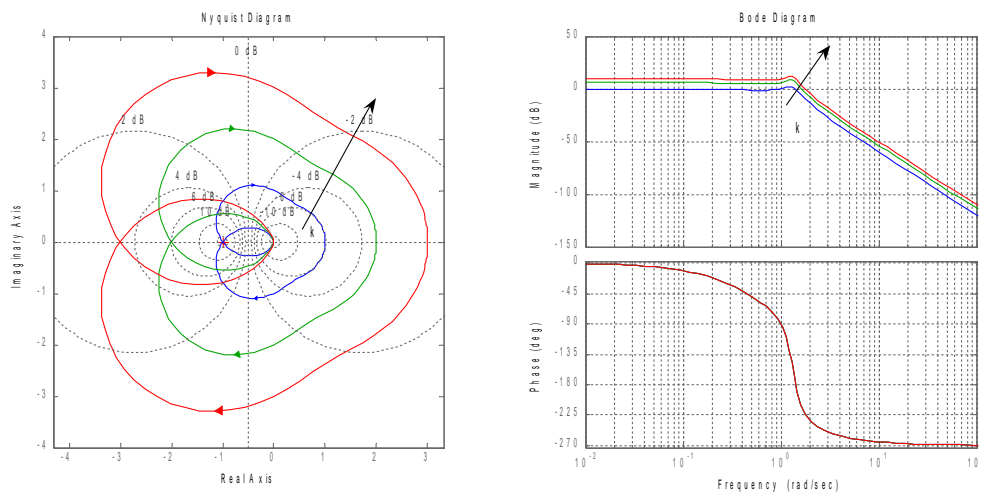 Nyquist Diagram
4
3
2
1
0
-1
-2
-3
-4
0 dB
2 dB
-2 dB
4 dB
-4 dB
6 dB
10 dB
10 dB
k
-4
-3
-2
-1
0
1
2
3
Real Axis
Imaginary Axis
Bode Diagram
50
0
-50
-100
-150
Magnitude (dB)
k
0
-45
-90
-135
-180
-225
-270
Phase (deg)
10^-2
10^-1
10^0
10^1
10
Frequency (rad/sec)